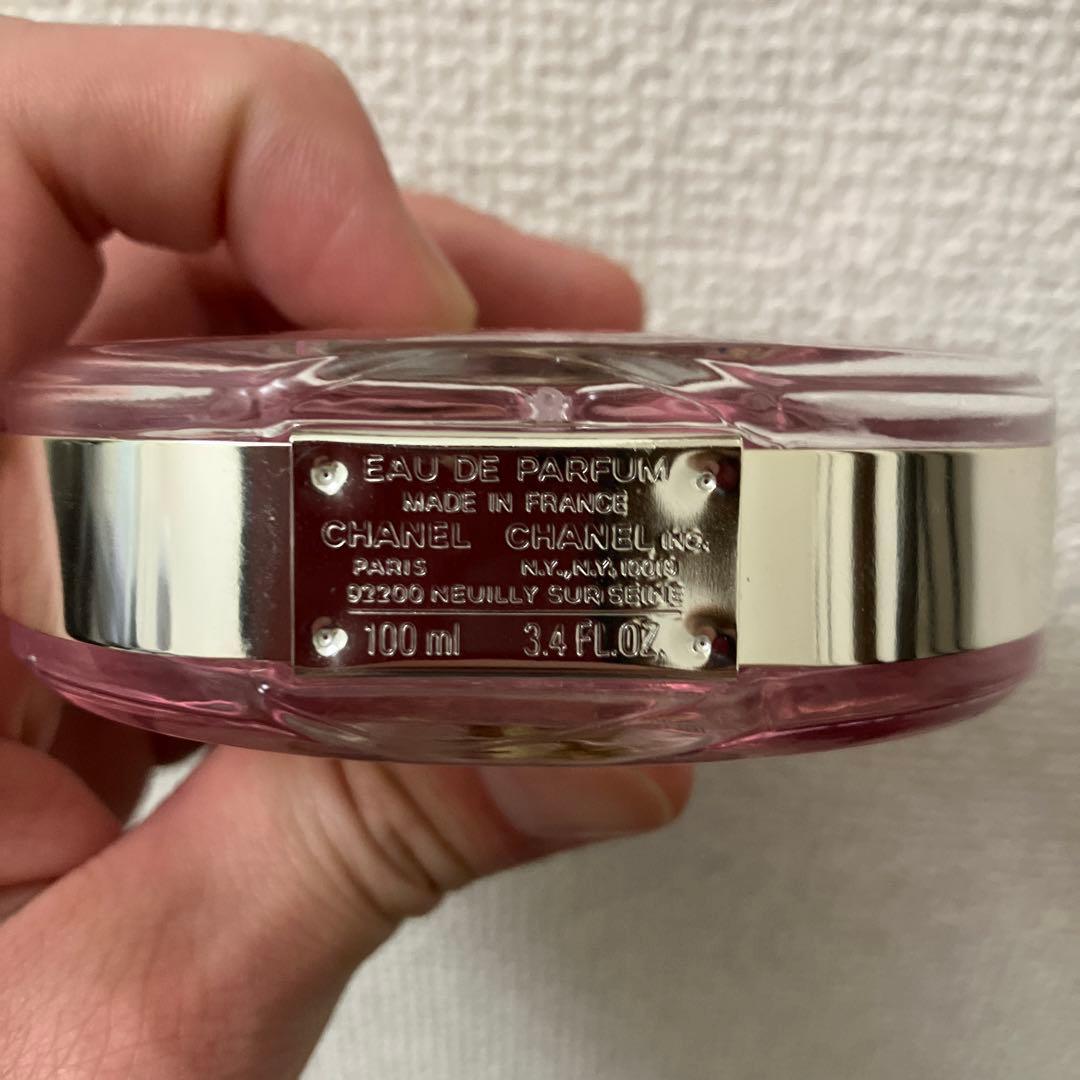 EAU DE PARFUM
MADE IN FRANCE
CHANEL CHANEL, INC.
PARIS N.Y., N.Y. 10019
92200 NEUILLY SUR SEINE
100 ml 3.4 FL.OZ.